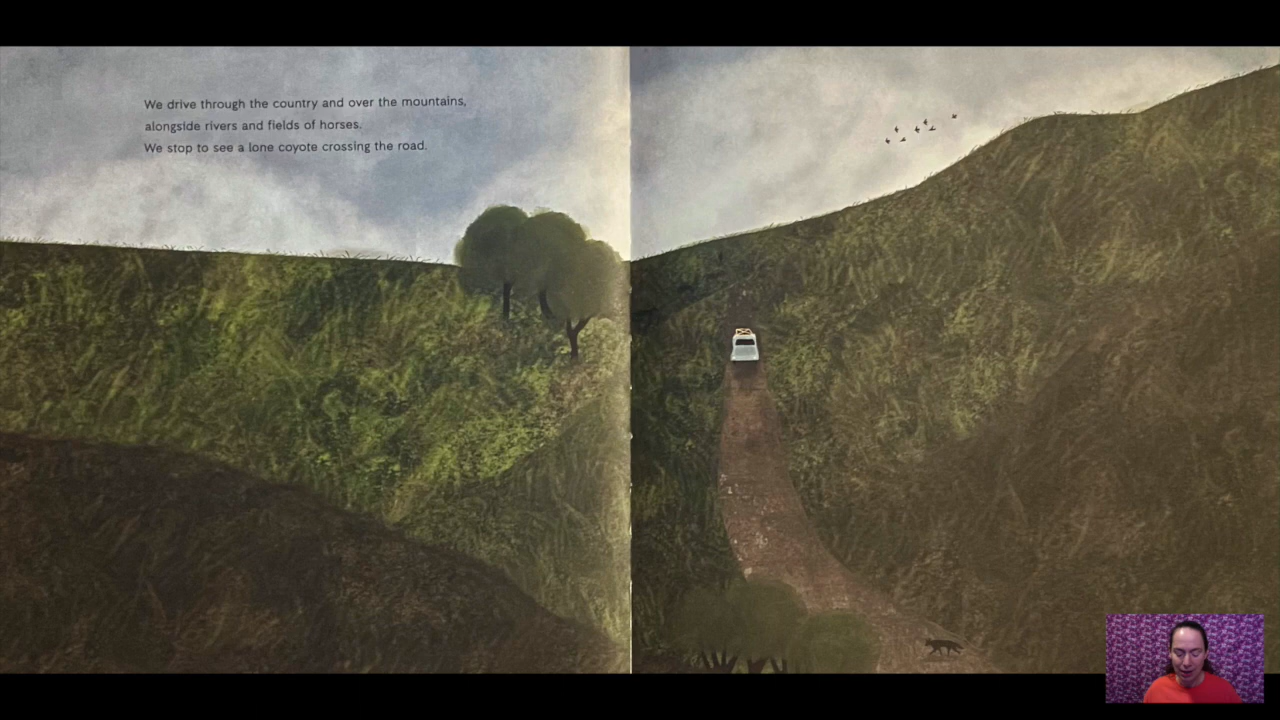 We drive through the country and over the mountains,
alongside rivers and fields of horses.
We stop to see a lone coyote crossing the road.